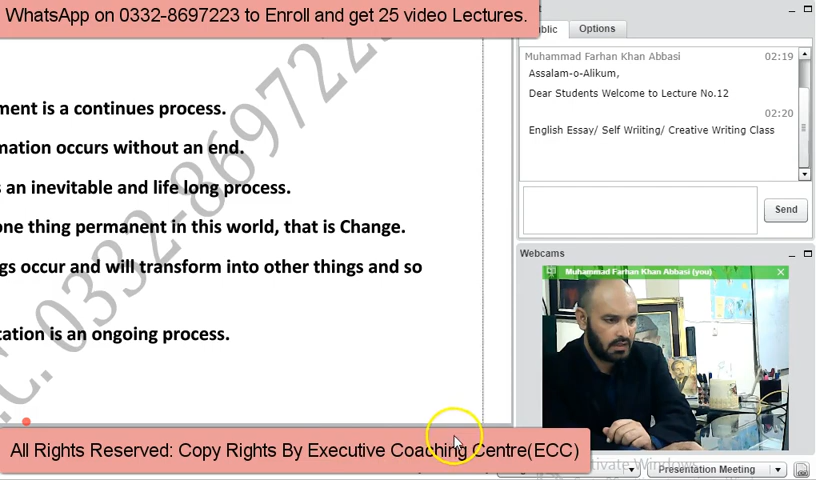 WhatsApp on 0332-8697223 to Enroll and get 25 video Lectures.
Options
Muhammad Farhan Khan Abbasi 02:19
Assalam-o-Alikum,
Dear Students Welcome to Lecture No.12
02:20
English Essay/ Self Wriiting/ Creative Writing Class
Send
Webcams
Muhammad Farhan Khan Abbasi (you)
ment is a continues process.
mation occurs without an end.
s an inevitable and life long process.
one thing permanent in this world, that is Change.
gs occur and will transform into other things and so
tation is an ongoing process.
C. 0332-8697223
All Rights Reserved: Copy Rights By Executive Coaching Centre(ECC)
Presentation Meeting